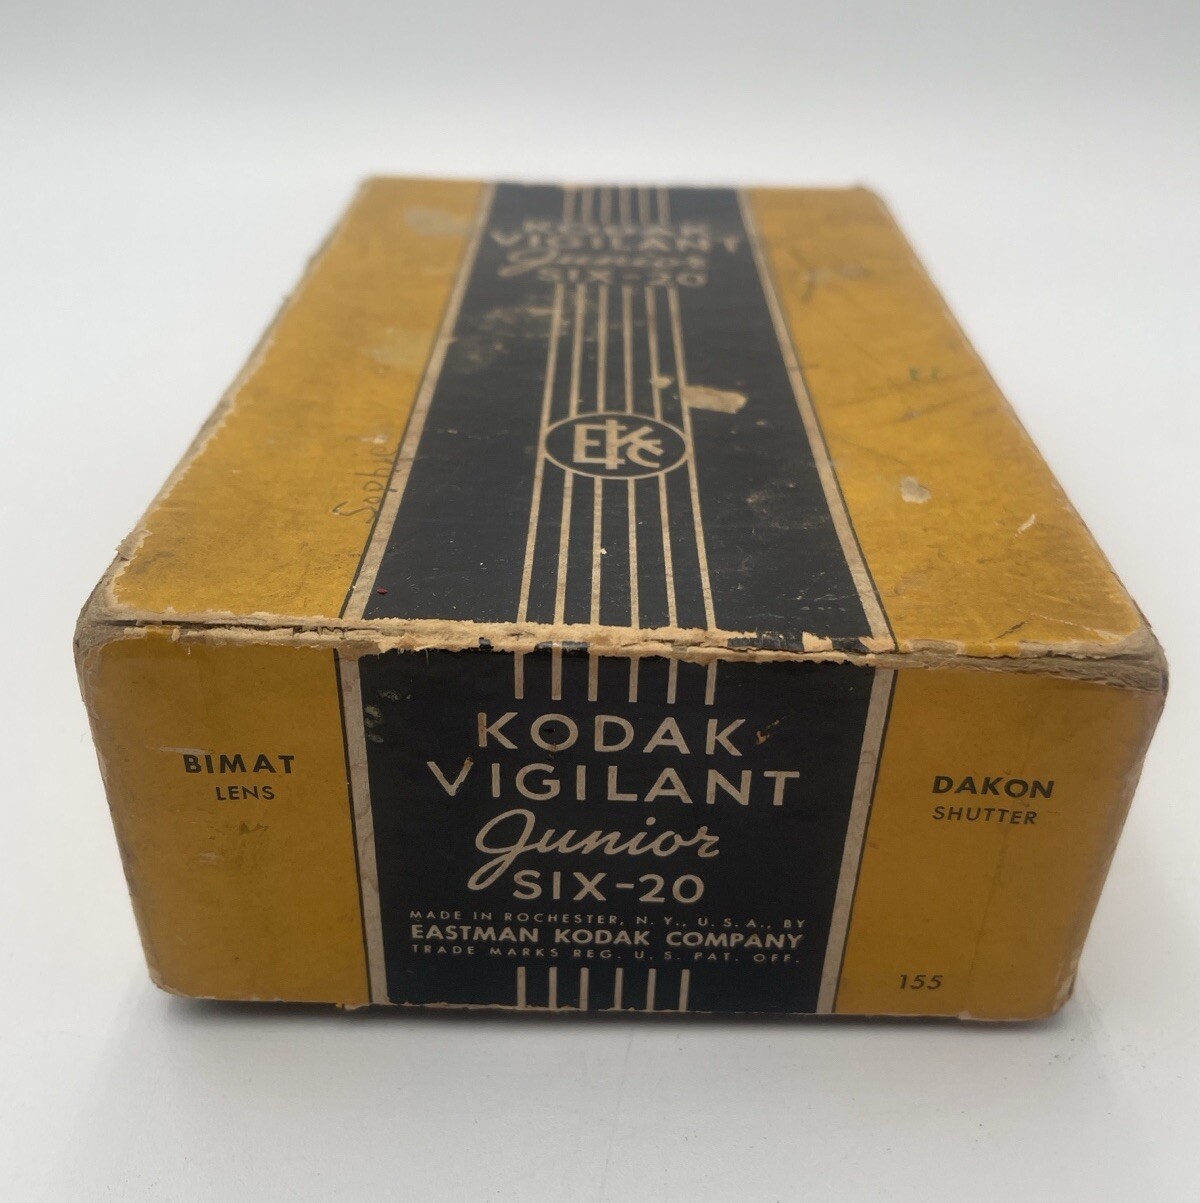 KODAK
VIGILANT
Junior
SIX-20
EKC
Sophie
BIMAT
LENS
KODAK
VIGILANT
Junior
SIX-20
MADE IN ROCHESTER, N. Y., U. S. A., BY
EASTMAN KODAK COMPANY
TRADE MARKS REG. U. S. PAT. OFF.
DAKON
SHUTTER
155